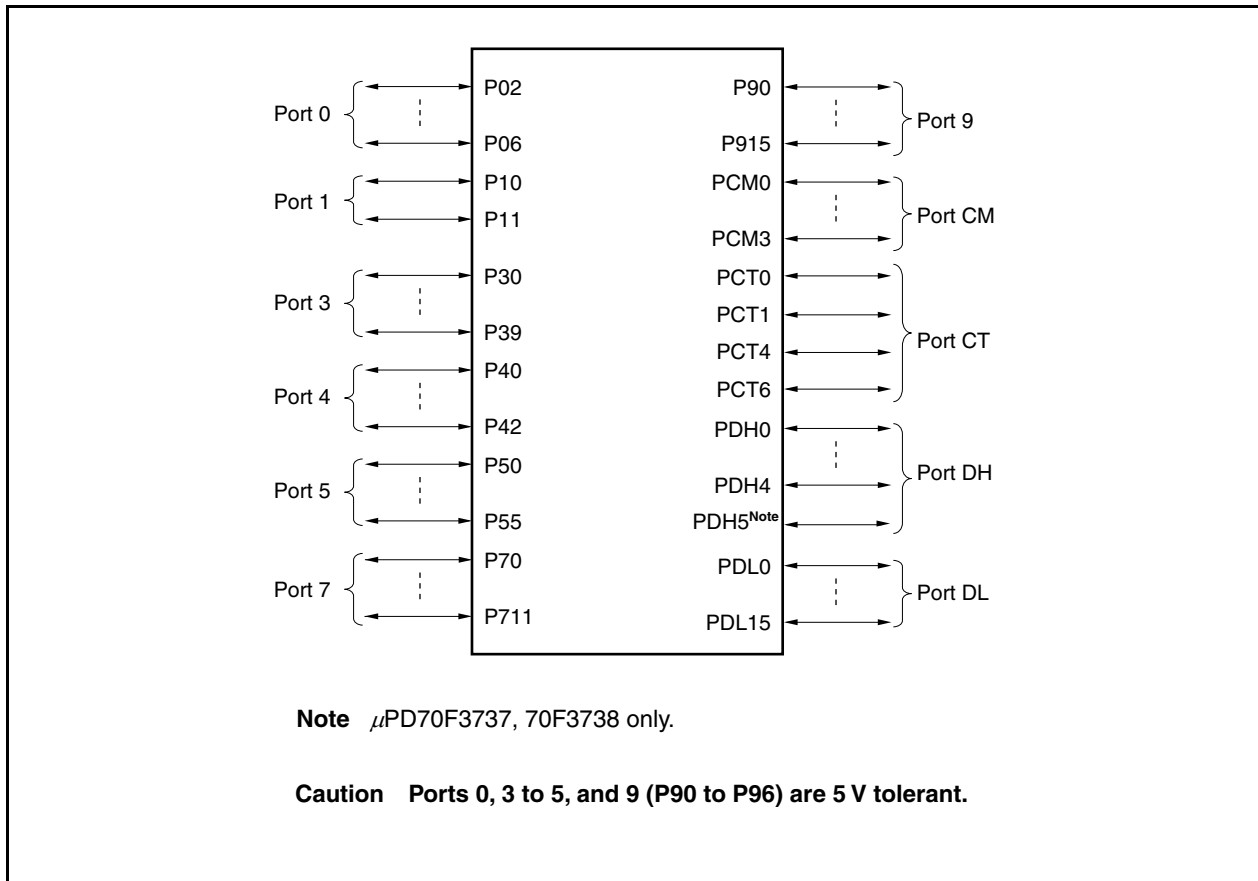 Port 0
P02
P06
Port 1
P10
P11
Port 3
P30
P39
Port 4
P40
P42
Port 5
P50
P55
Port 7
P70
P711
P90
P915
Port 9
PCM0
PCM3
Port CM
PCT0
PCT1
PCT4
PCT6
Port CT
PDH0
PDH4
PDH5Note
Port DH
PDL0
PDL15
Port DL
Note μPD70F3737, 70F3738 only.
Caution Ports 0, 3 to 5, and 9 (P90 to P96) are 5 V tolerant.